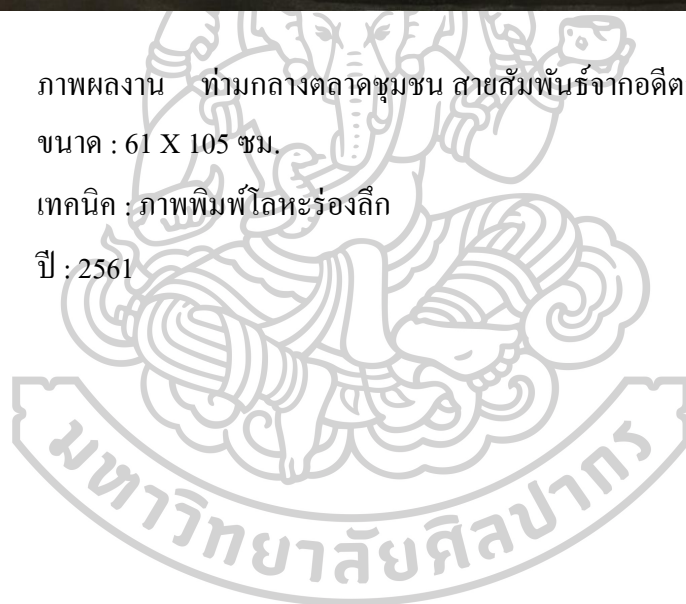 ภาพผลงาน ท่ามกลางตลาดชุมชน สายสัมพันธ์จากอดีต
ขนาด : 61 X 105 ซม.
เทคนิค : ภาพพิมพ์โลหะร่องลึก
ปี : 2561
มหาวิทยาลัยศิลปากร